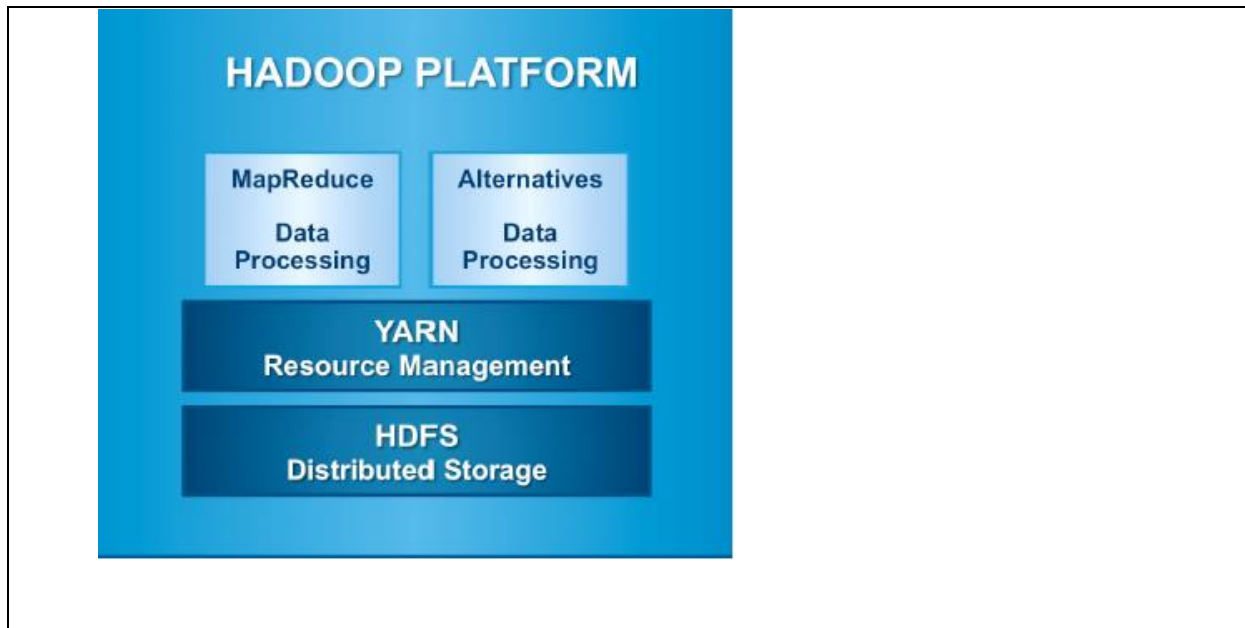 HADOOP PLATFORM
MapReduce
Data
Processing
Alternatives
Data
Processing
YARN
Resource Management
HDFS
Distributed Storage